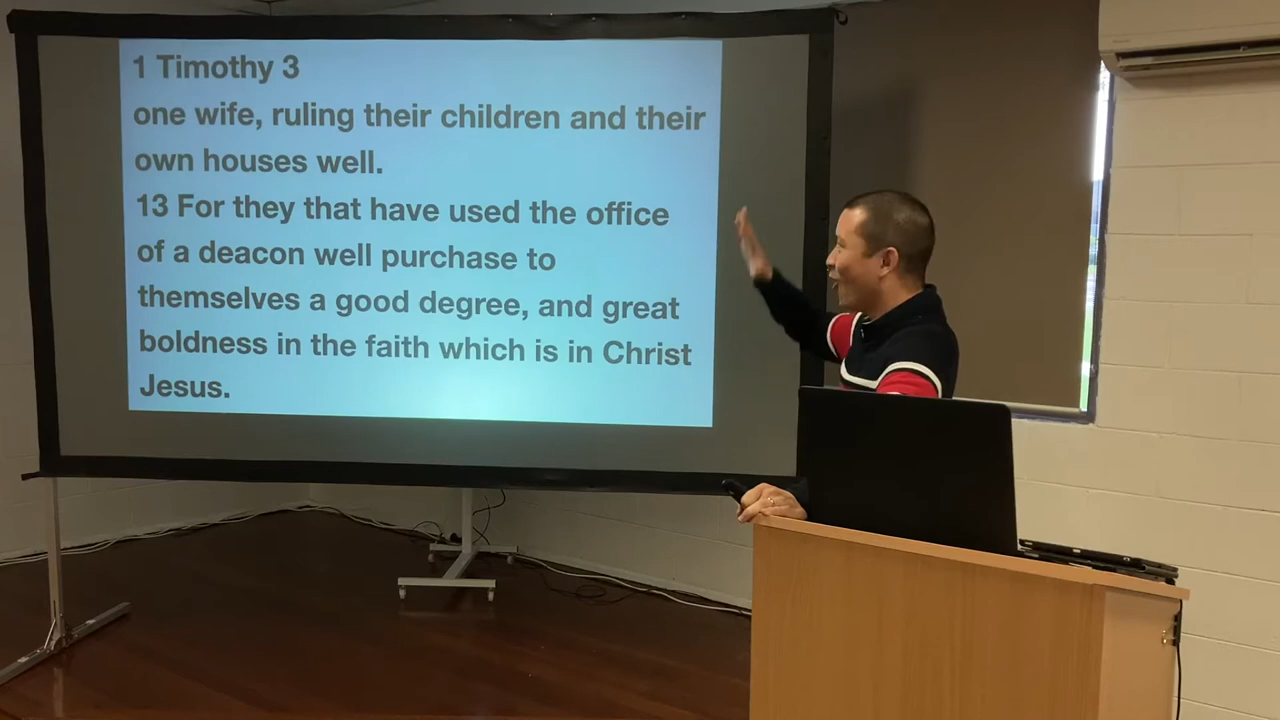 1 Timothy 3
one wife, ruling their children and their
own houses well.
13 For they that have used the office
of a deacon well purchase to
themselves a good degree, and great
boldness in the faith which is in Christ
Jesus.